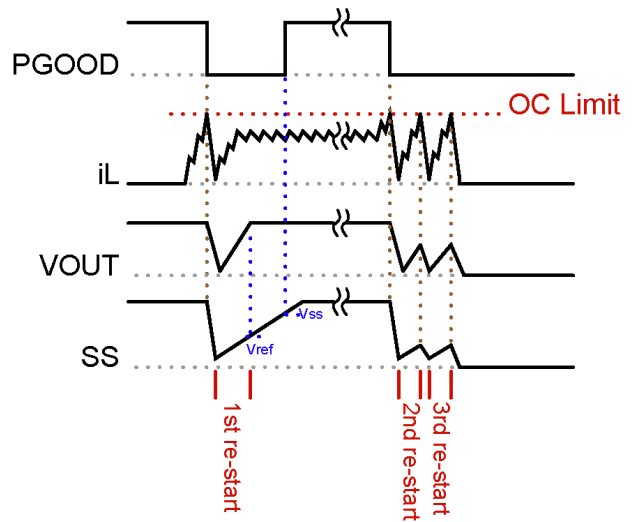 PGOOD
OC Limit
iL
VOUT
Vss
Vref
SS
1st re-start
2nd re-start
3rd re-start